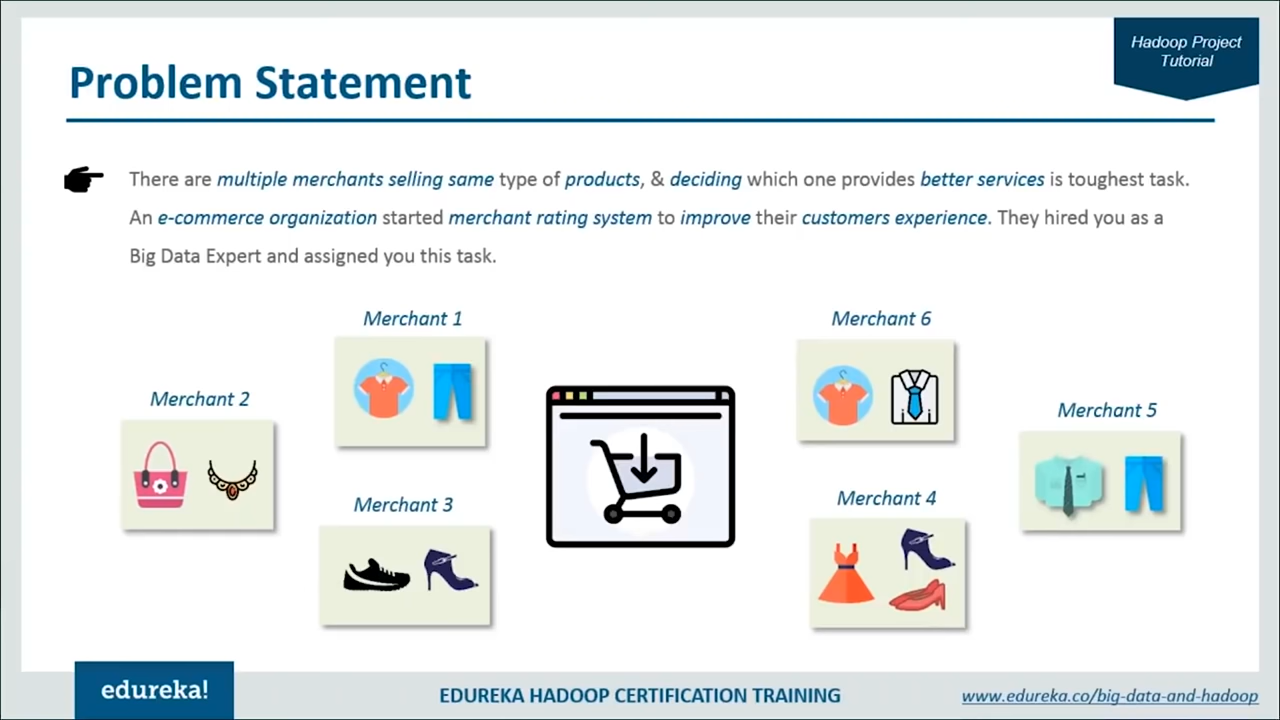 Hadoop Project
Tutorial
Problem Statement
There are multiple merchants selling same type of products, & deciding which one provides better services is toughest task.
An e-commerce organization started merchant rating system to improve their customers experience. They hired you as a
Big Data Expert and assigned you this task.
Merchant 1
Merchant 6
Merchant 2
Merchant 5
Merchant 3
Merchant 4
edureka!
EDUREKA HADOOP CERTIFICATION TRAINING
www.edureka.co/big-data-and-hadoop